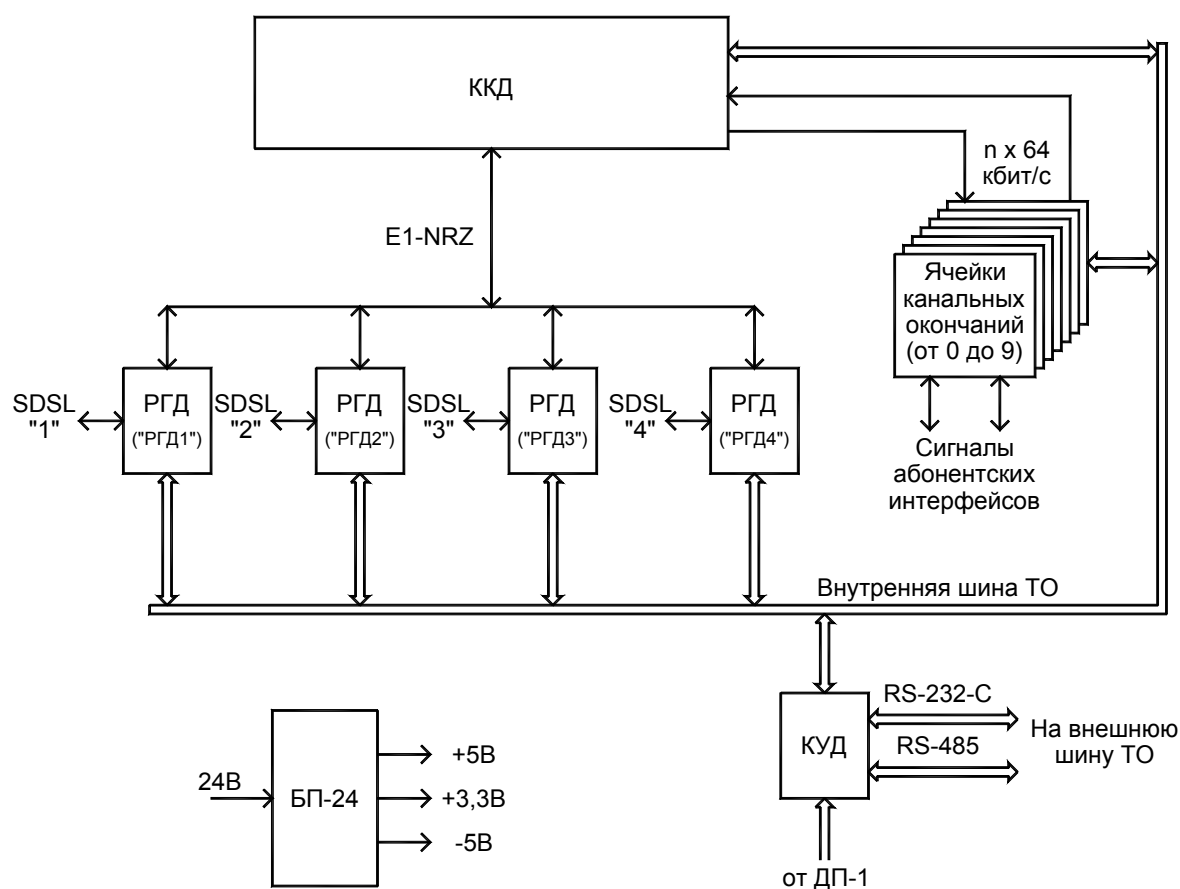 ККД
n x 64
кбит/с
E1-NRZ
Ячейки
канальных
окончаний
(от 0 до 9)
SDSL
"1"
РГД
("РГД1")
SDSL
"2"
РГД
("РГД2")
SDSL
"3"
РГД
("РГД3")
SDSL
"4"
РГД
("РГД4")
Сигналы
абонентских
интерфейсов
Внутренняя шина ТО
КУД
RS-232-C
RS-485
На внешнюю
шину ТО
от ДП-1
24В
БП-24
+5В
+3,3В
-5В